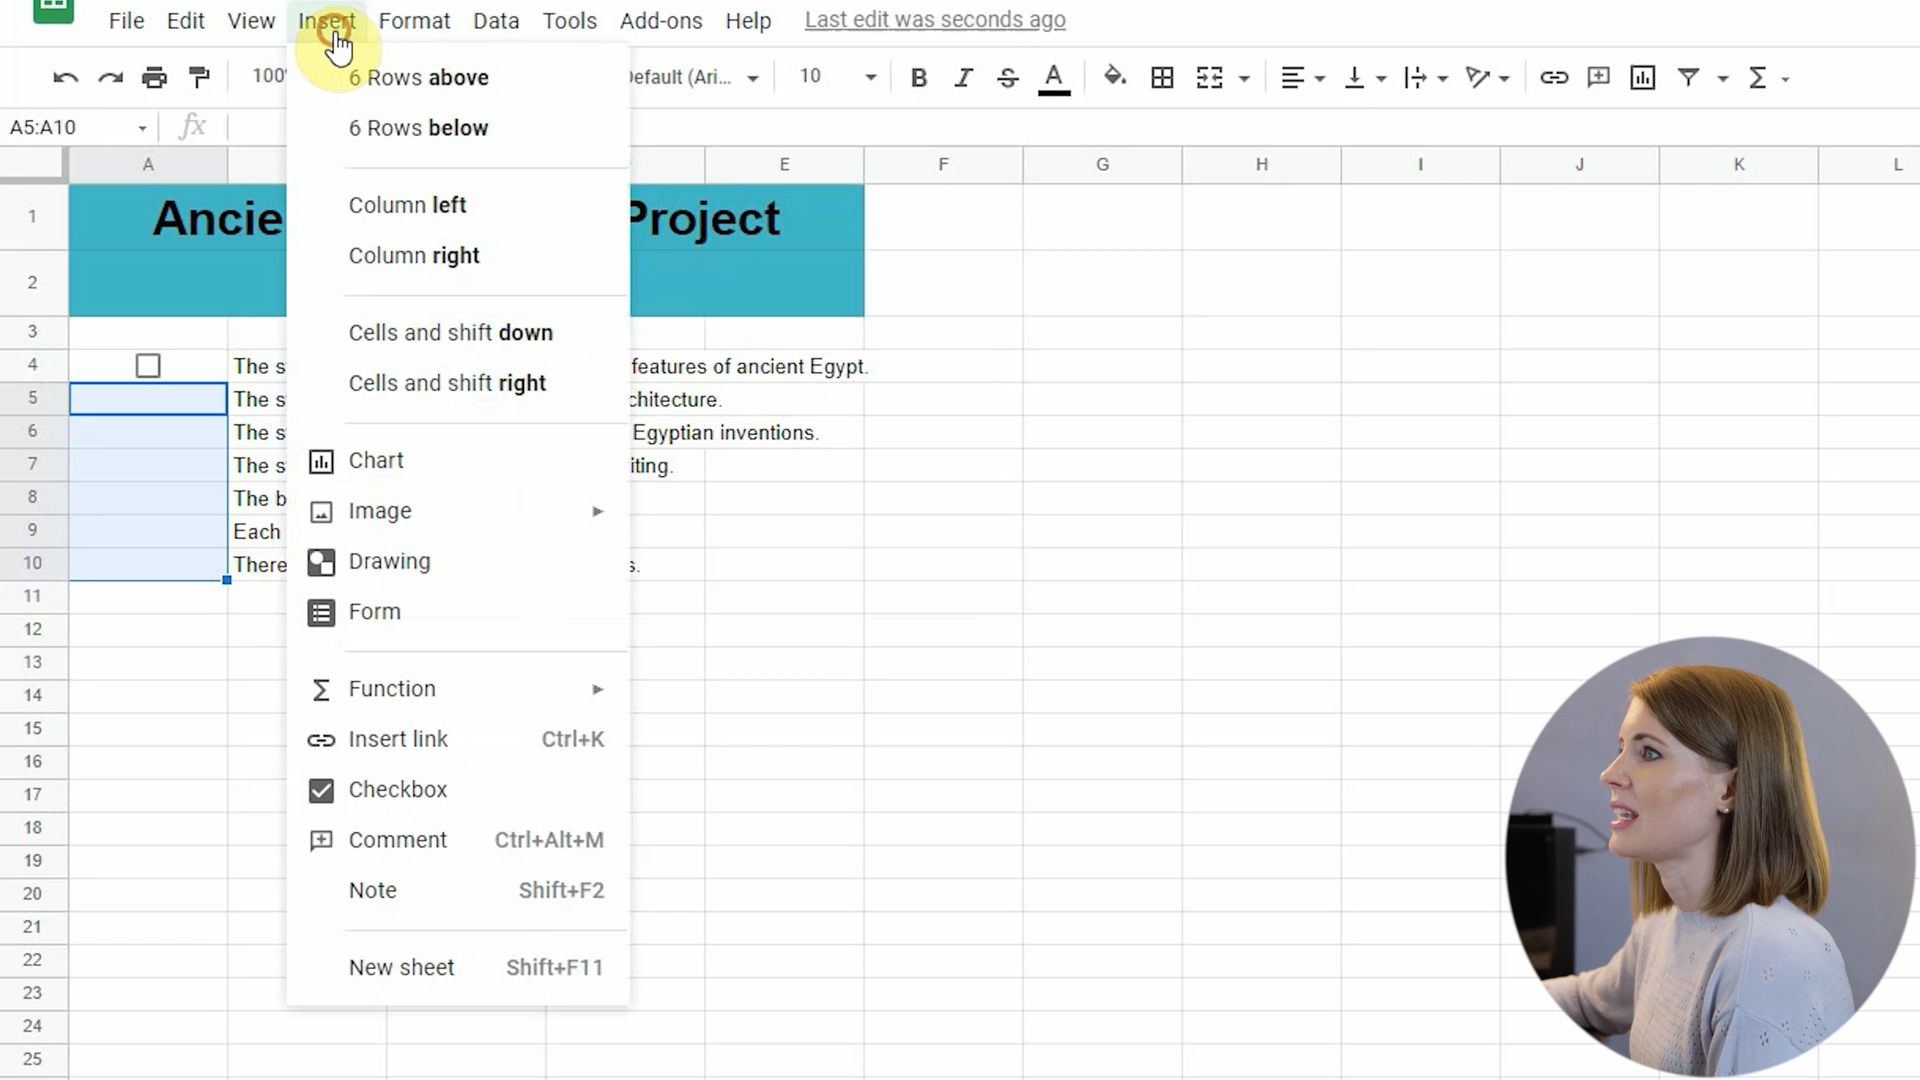 File Edit View Insert Format Data Tools Add-ons Help Last edit was seconds ago
100% Default (Ari... 10 B I S A Σ
A5:A10 fx
A E F G H I J K L
1 Ancie Project
2
3
4 The s features of ancient Egypt.
5 The s chitecture.
6 The s Egyptian inventions.
7 The s iting.
8 The b
9 Each
10 There s.
11
12
13
14
15
16
17
18
19
20
21
22
23
24
25
6 Rows above
6 Rows below
Column left
Column right
Cells and shift down
Cells and shift right
Chart
Image
Drawing
Form
Σ Function
Insert link Ctrl+K
Checkbox
Comment Ctrl+Alt+M
Note Shift+F2
New sheet Shift+F11